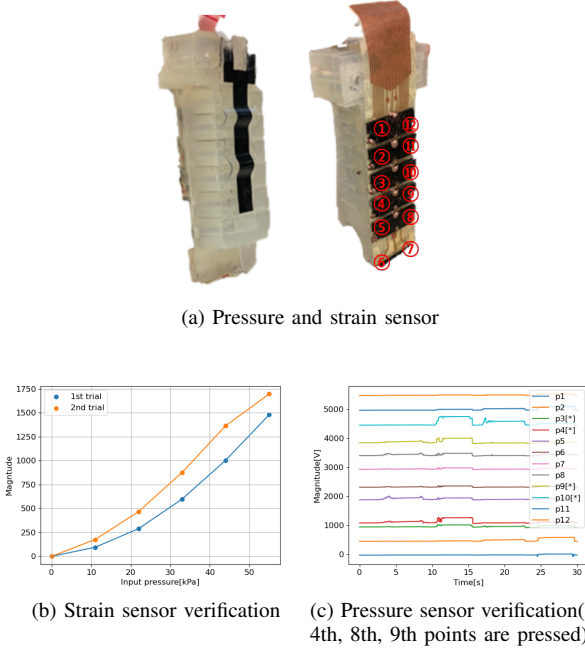 ① ⑫
② ⑪
③ ⑩
④ ⑨
⑤ ⑧
⑥ ⑦
(a) Pressure and strain sensor
1st trial
2nd trial
1750
1500
1250
1000
750
500
250
0
Magnitude
0 10 20 30 40 50
Input pressure[kPa]
(b) Strain sensor verification
5000
4000
3000
2000
1000
0
Magnitude[V]
0 5 10 15 20 25 30
Time[s]
p1
p2
p3[*]
p4[*]
p5
p6
p7
p8
p9[*]
p10[*]
p11
p12
(c) Pressure sensor verification(
4th, 8th, 9th points are pressed)